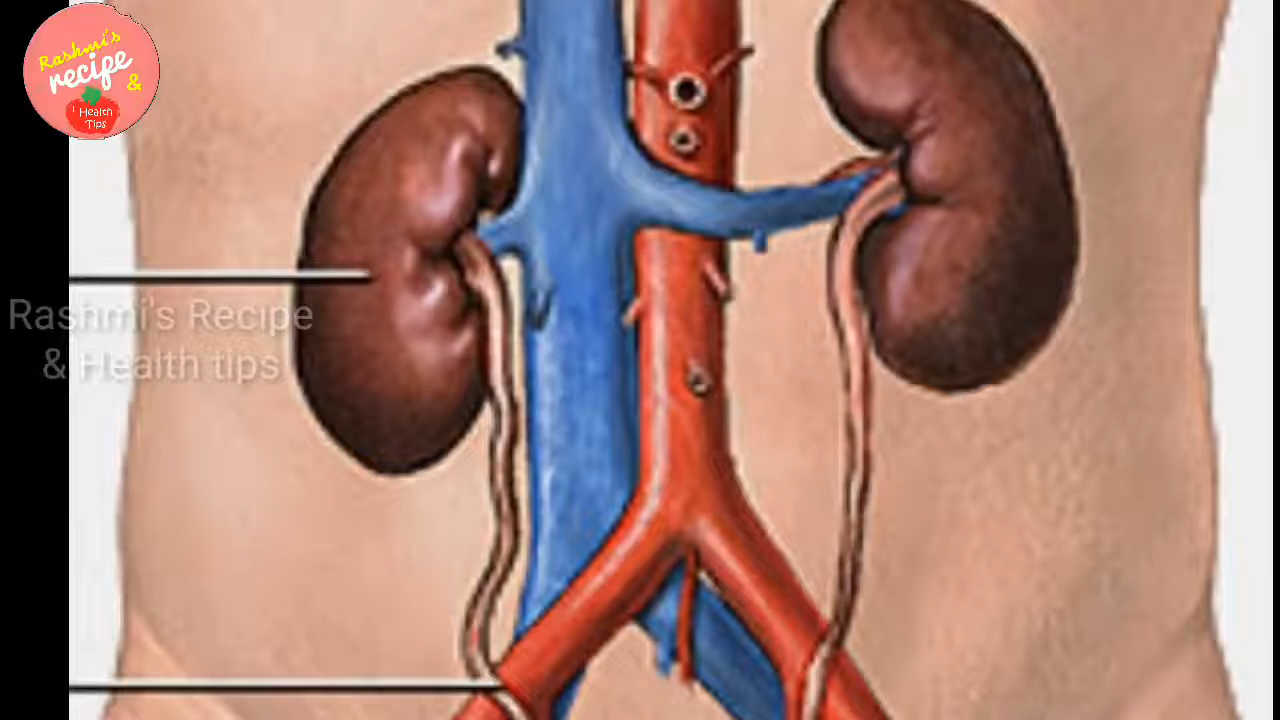 Rashmi's
recipe
&
Health
Tips
Rashmi's Recipe
& Health tips